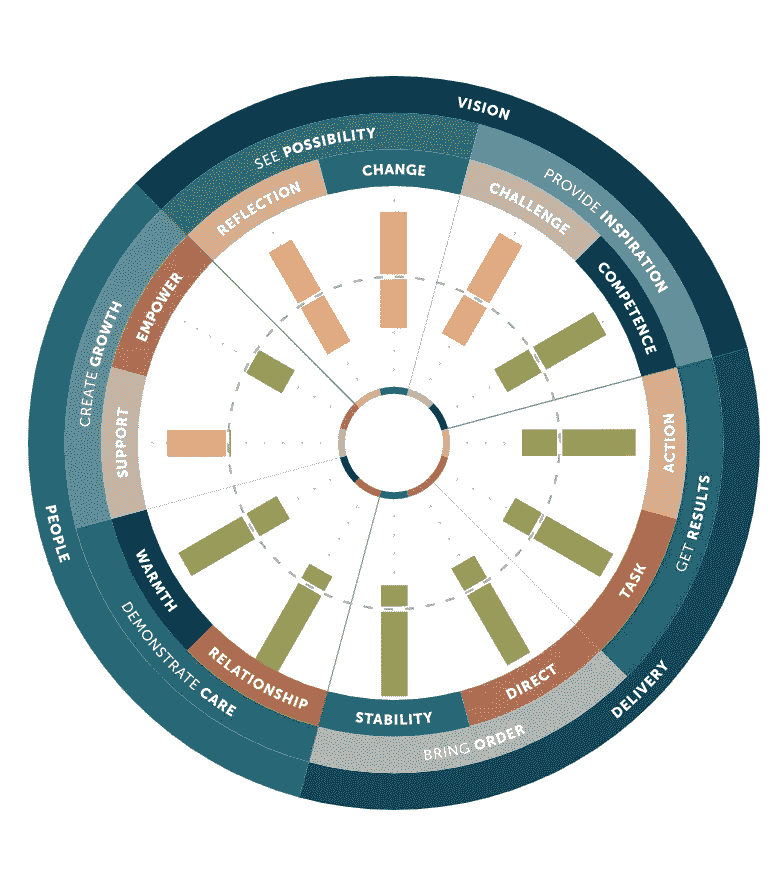 VISION
SEE POSSIBILITY
PROVIDE INSPIRATION
REFLECTION
CHANGE
CHALLENGE
COMPETENCE
EMPOWER
CREATE GROWTH
SUPPORT
ACTION
GET RESULTS
TASK
DELIVERY
DIRECT
BRING ORDER
STABILITY
RELATIONSHIP
WARMTH
DEMONSTRATE CARE
PEOPLE